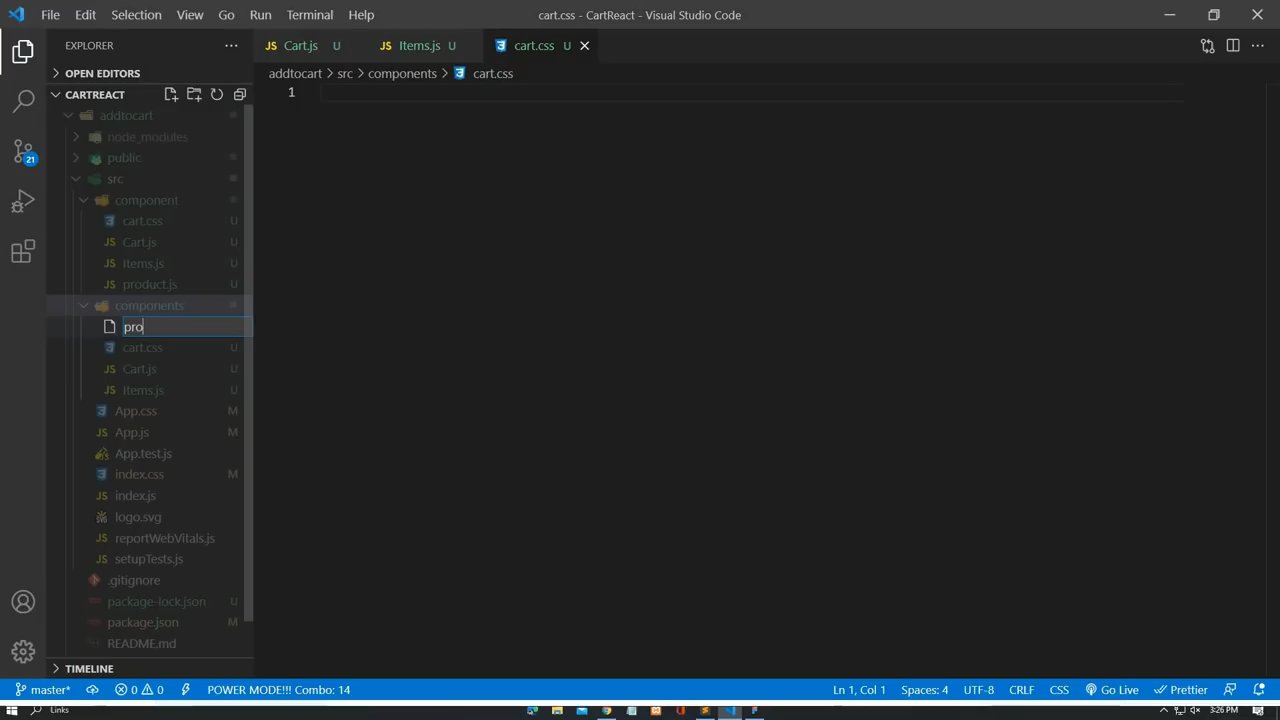 File Edit Selection View Go Run Terminal Help
cart.css - CartReact - Visual Studio Code
EXPLORER
Cart.js U
Items.js U
cart.css U
OPEN EDITORS
addtocart src components cart.css
CARTREACT
1
addtocart
node_modules
public
src
component
cart.css U
Cart.js U
Items.js U
product.js U
components
pro
cart.css U
Cart.js U
Items.js U
App.css M
App.js M
App.test.js
index.css M
index.js
logo.svg
reportWebVitals.js
setupTests.js
.gitignore
package-lock.json U
package.json M
README.md
TIMELINE
21
master* 0 0 POWER MODE!!! Combo: 14
Ln 1, Col 1 Spaces: 4 UTF-8 CRLF CSS Go Live Prettier
Links
3:26 PM